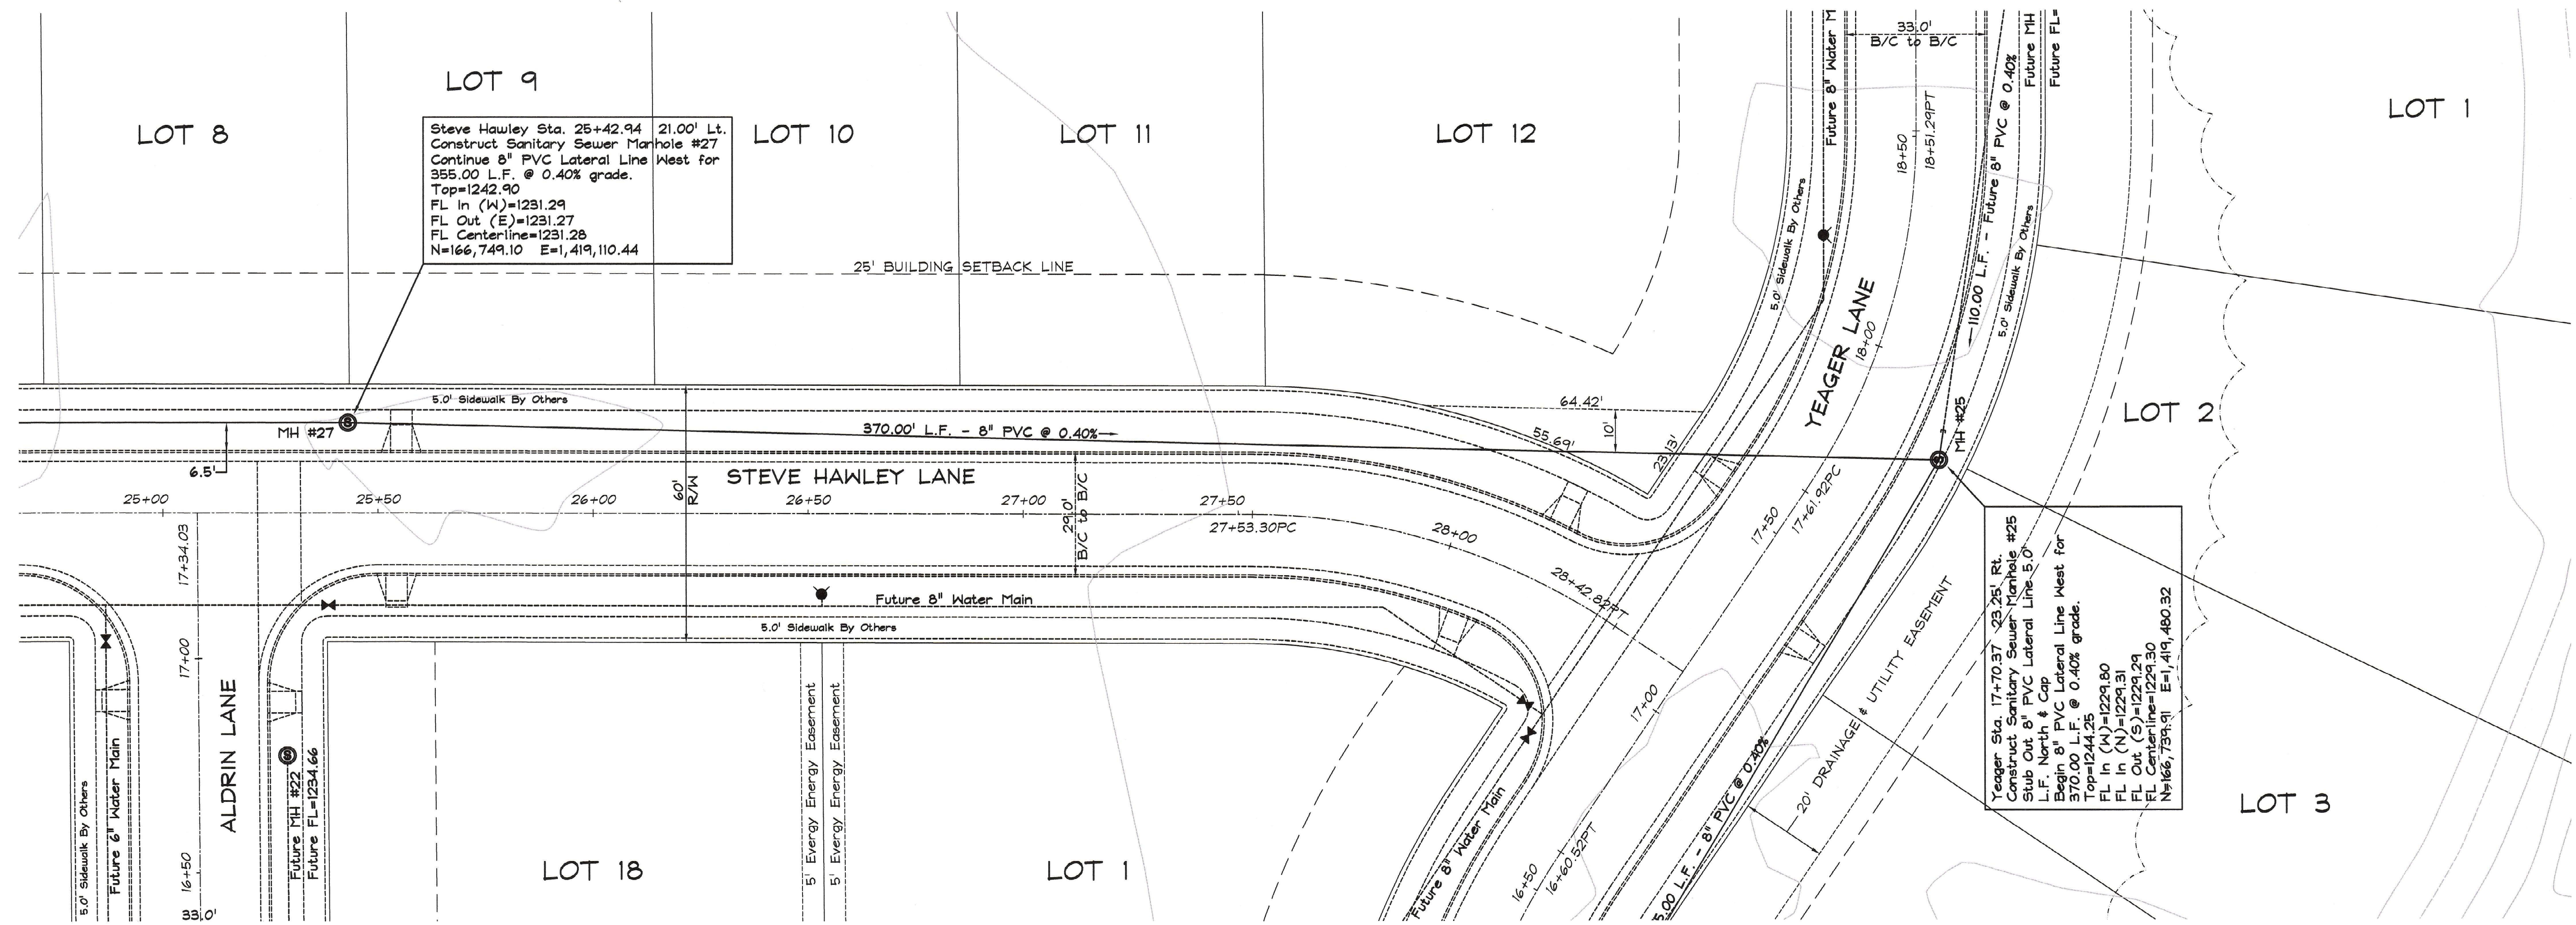 LOT 8
LOT 9
Steve Hawley Sta. 25+42.94 21.00' Lt.
Construct Sanitary Sewer Manhole #27
Continue 8" PVC Lateral Line West for
355.00 L.F. @ 0.40% grade.
Top=1242.90
FL In (W)=1231.29
FL Out (E)=1231.27
FL Centerline=1231.28
N=166,749.10 E=1,419,110.44
LOT 10
LOT 11
LOT 12
25' BUILDING SETBACK LINE
33.0'
B/C to B/C
Future 8" Water M
5.0' Sidewalk By Others
18+50
18+51.29PT
110.00 L.F. - Future 8" PVC @ 0.40%
5.0' Sidewalk By Others
Future MH
Future FL=
LOT 1
YEAGER LANE
18+00
LOT 2
MH #25
5.0' Sidewalk By Others
MH #27
6.5'
370.00' L.F. - 8" PVC @ 0.40%
64.42'
10'
55.69'
23.13'
STEVE HAWLEY LANE
60'
R/W
29.0'
B/C to B/C
25+00
25+50
26+00
26+50
27+00
27+50
27+53.30PC
28+00
28+42.82PT
17+50
17+61.92PC
17+00
16+50
16+60.52PT
Future 8" Water Main
5.0' Sidewalk By Others
17+34.03
17+00
16+50
33.0'
ALDRIN LANE
5.0' Sidewalk By Others
Future 6" Water Main
Future MH #22
Future FL=1234.66
LOT 18
5' Evergy Energy Easement
5' Evergy Energy Easement
LOT 1
Future 8" Water Main
5.00 L.F. - 8" PVC @ 0.40%
20' DRAINAGE & UTILITY EASEMENT
Yeager Sta. 17+70.37 23.25' Rt.
Construct Sanitary Sewer Manhole #25
Stub Out 8" PVC Lateral Line 5.0'
L.F. North & Cap
Begin 8" PVC Lateral Line West for
370.00 L.F. @ 0.40% grade.
Top=1244.25
FL In (W)=1229.80
FL In (N)=1229.31
FL Out (S)=1229.29
FL Centerline=1229.30
N=166,739.91 E=1,419,480.32
LOT 3